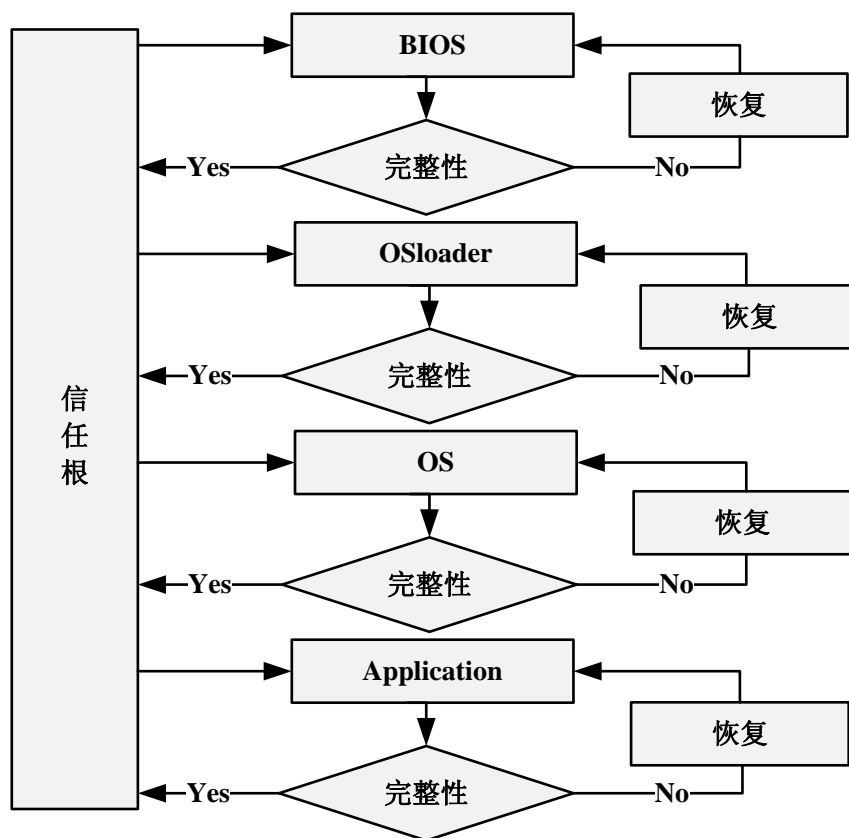 BIOS
恢复
完整性
Yes
No
OSloader
恢复
完整性
Yes
No
信
任
根
OS
恢复
完整性
Yes
No
Application
恢复
完整性
Yes
No